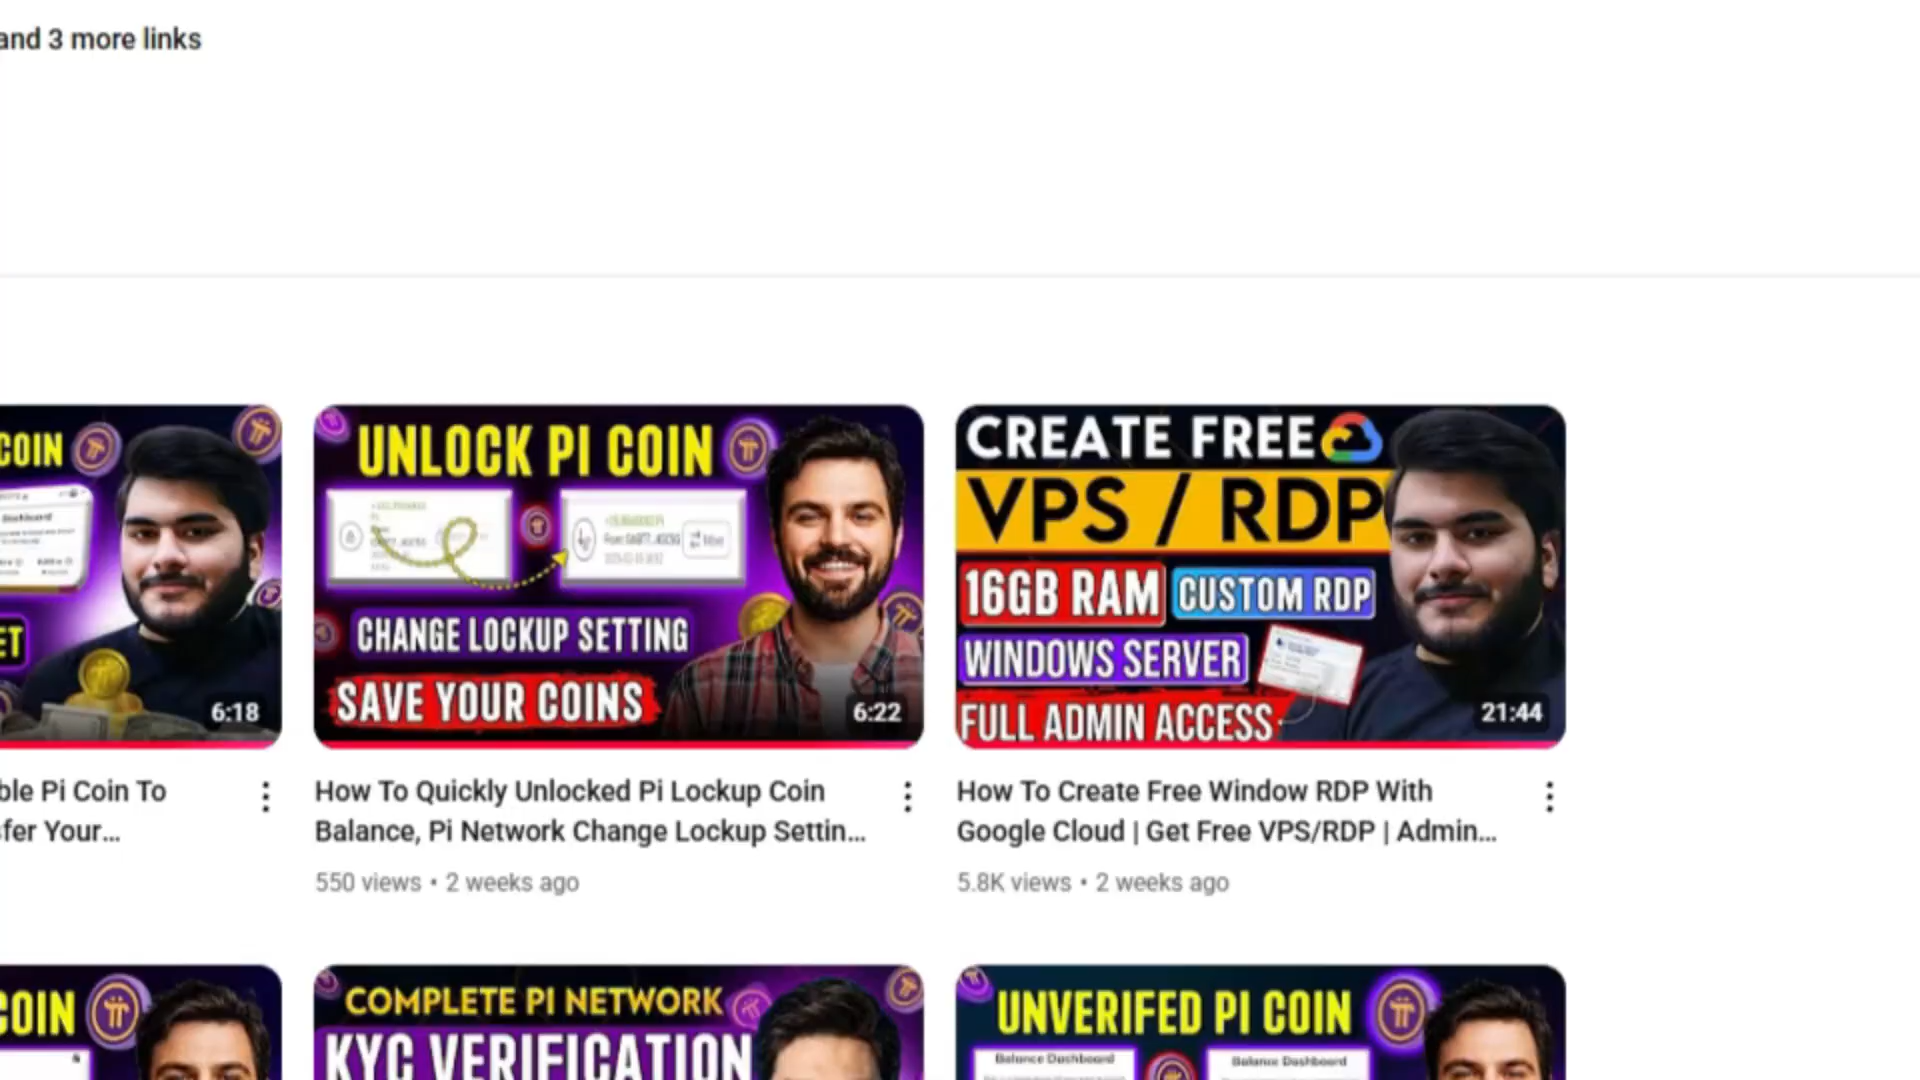 and 3 more links
COIN
Dashboard
ET
6:18
UNLOCK PI COIN
CHANGE LOCKUP SETTING
SAVE YOUR COINS
6:22
CREATE FREE
VPS / RDP
16GB RAM
CUSTOM RDP
WINDOWS SERVER
FULL ADMIN ACCESS
21:44
ble Pi Coin To
sfer Your...
How To Quickly Unlocked Pi Lockup Coin
Balance, Pi Network Change Lockup Settin...
550 views • 2 weeks ago
How To Create Free Window RDP With
Google Cloud | Get Free VPS/RDP | Admin...
5.8K views • 2 weeks ago
COIN
COMPLETE PI NETWORK
KYC VERIFICATION
UNVERIFED PI COIN
Balance Dashboard
Balance Dashboard